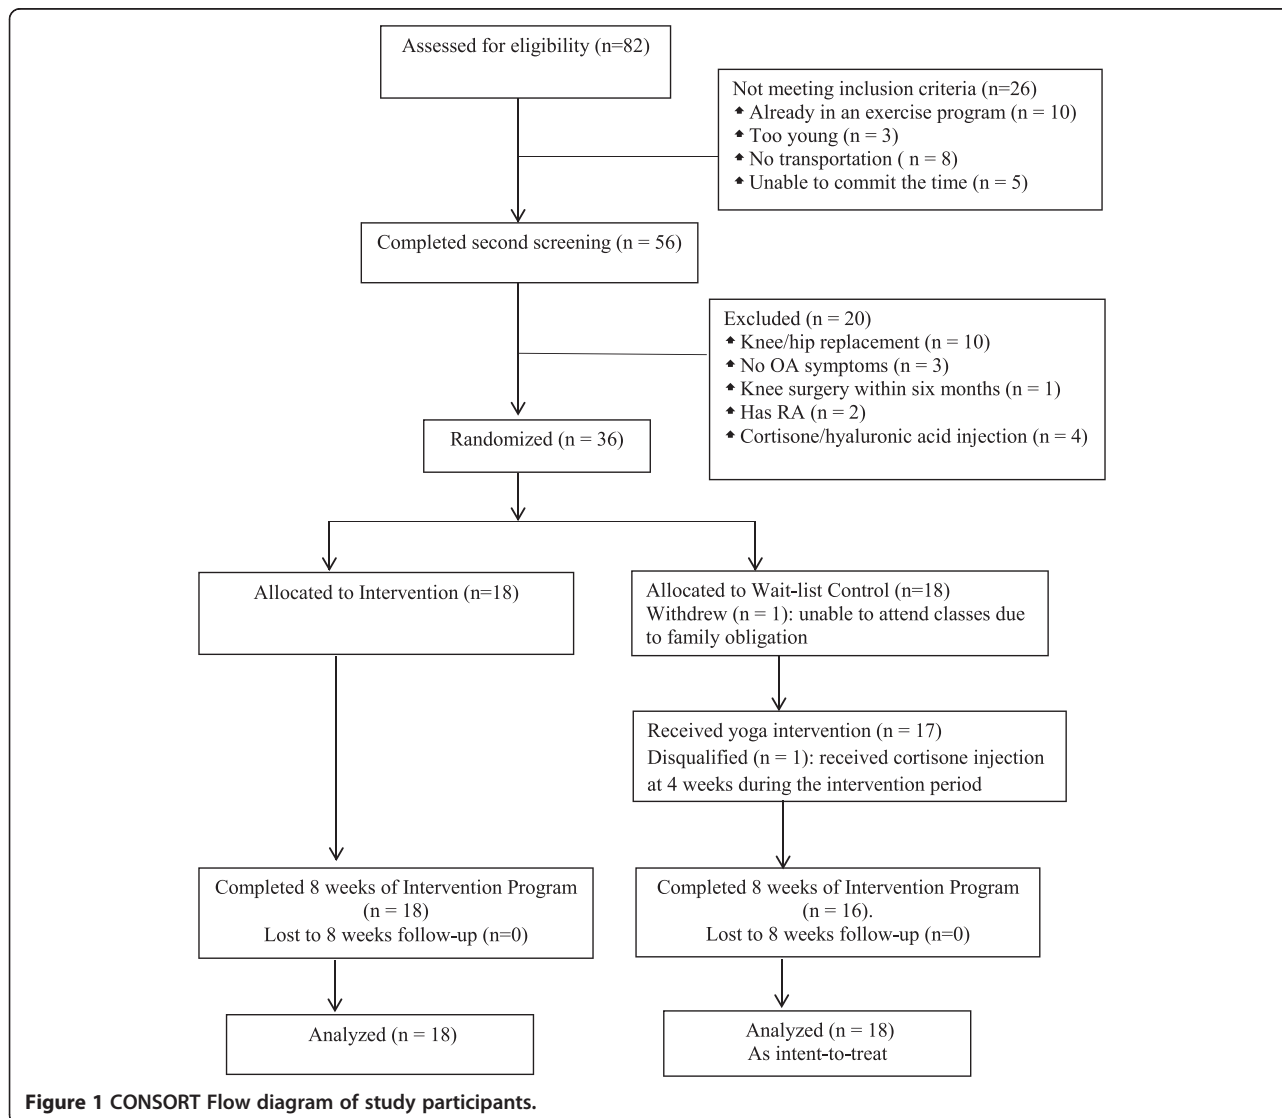 Assessed for eligibility (n=82)
Not meeting inclusion criteria (n=26)
Already in an exercise program (n = 10)
Too young (n = 3)
No transportation ( n = 8)
Unable to commit the time (n = 5)
Completed second screening (n = 56)
Excluded (n = 20)
Knee/hip replacement (n = 10)
No OA symptoms (n = 3)
Knee surgery within six months (n = 1)
Has RA (n = 2)
Cortisone/hyaluronic acid injection (n = 4)
Randomized (n = 36)
Allocated to Intervention (n=18)
Allocated to Wait-list Control (n=18)
Withdrew (n = 1): unable to attend classes due
to family obligation
Received yoga intervention (n = 17)
Disqualified (n = 1): received cortisone injection
at 4 weeks during the intervention period
Completed 8 weeks of Intervention Program
(n = 18)
Lost to 8 weeks follow-up (n=0)
Completed 8 weeks of Intervention Program
(n = 16).
Lost to 8 weeks follow-up (n=0)
Analyzed (n = 18)
Analyzed (n = 18)
As intent-to-treat
Figure 1 CONSORT Flow diagram of study participants.